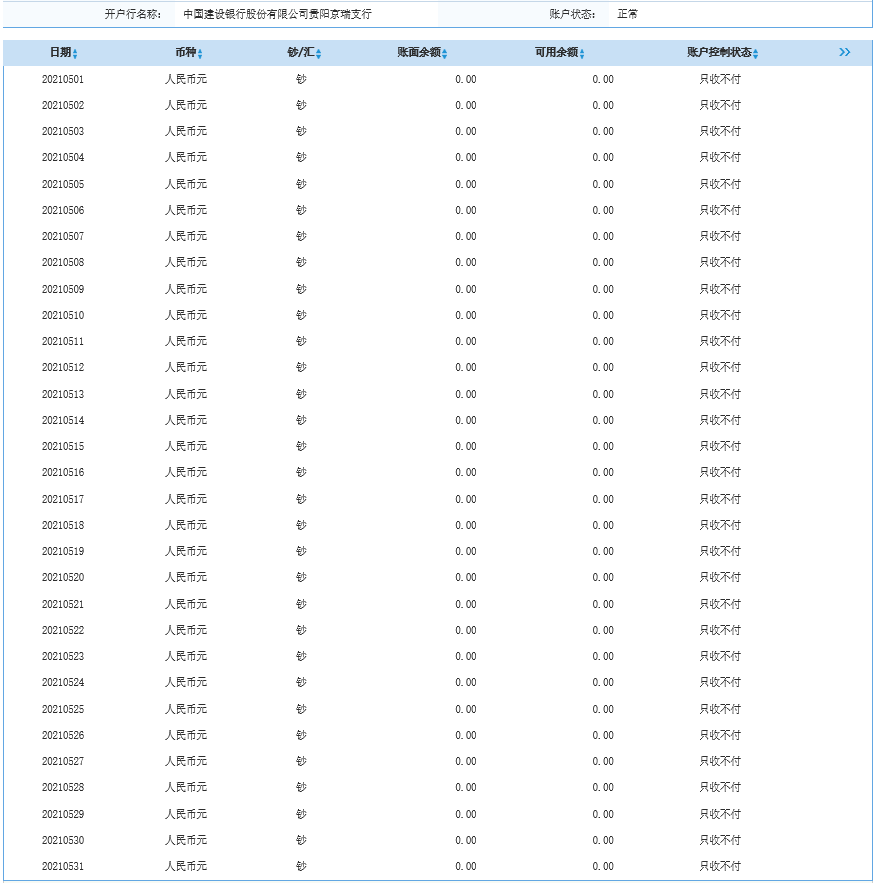 开户行名称： 中国建设银行股份有限公司贵阳京瑞支行 账户状态： 正常
日期 币种 钞/汇 账面余额 可用余额 账户控制状态 >>
20210501 人民币元 钞 0.00 0.00 只收不付
20210502 人民币元 钞 0.00 0.00 只收不付
20210503 人民币元 钞 0.00 0.00 只收不付
20210504 人民币元 钞 0.00 0.00 只收不付
20210505 人民币元 钞 0.00 0.00 只收不付
20210506 人民币元 钞 0.00 0.00 只收不付
20210507 人民币元 钞 0.00 0.00 只收不付
20210508 人民币元 钞 0.00 0.00 只收不付
20210509 人民币元 钞 0.00 0.00 只收不付
20210510 人民币元 钞 0.00 0.00 只收不付
20210511 人民币元 钞 0.00 0.00 只收不付
20210512 人民币元 钞 0.00 0.00 只收不付
20210513 人民币元 钞 0.00 0.00 只收不付
20210514 人民币元 钞 0.00 0.00 只收不付
20210515 人民币元 钞 0.00 0.00 只收不付
20210516 人民币元 钞 0.00 0.00 只收不付
20210517 人民币元 钞 0.00 0.00 只收不付
20210518 人民币元 钞 0.00 0.00 只收不付
20210519 人民币元 钞 0.00 0.00 只收不付
20210520 人民币元 钞 0.00 0.00 只收不付
20210521 人民币元 钞 0.00 0.00 只收不付
20210522 人民币元 钞 0.00 0.00 只收不付
20210523 人民币元 钞 0.00 0.00 只收不付
20210524 人民币元 钞 0.00 0.00 只收不付
20210525 人民币元 钞 0.00 0.00 只收不付
20210526 人民币元 钞 0.00 0.00 只收不付
20210527 人民币元 钞 0.00 0.00 只收不付
20210528 人民币元 钞 0.00 0.00 只收不付
20210529 人民币元 钞 0.00 0.00 只收不付
20210530 人民币元 钞 0.00 0.00 只收不付
20210531 人民币元 钞 0.00 0.00 只收不付